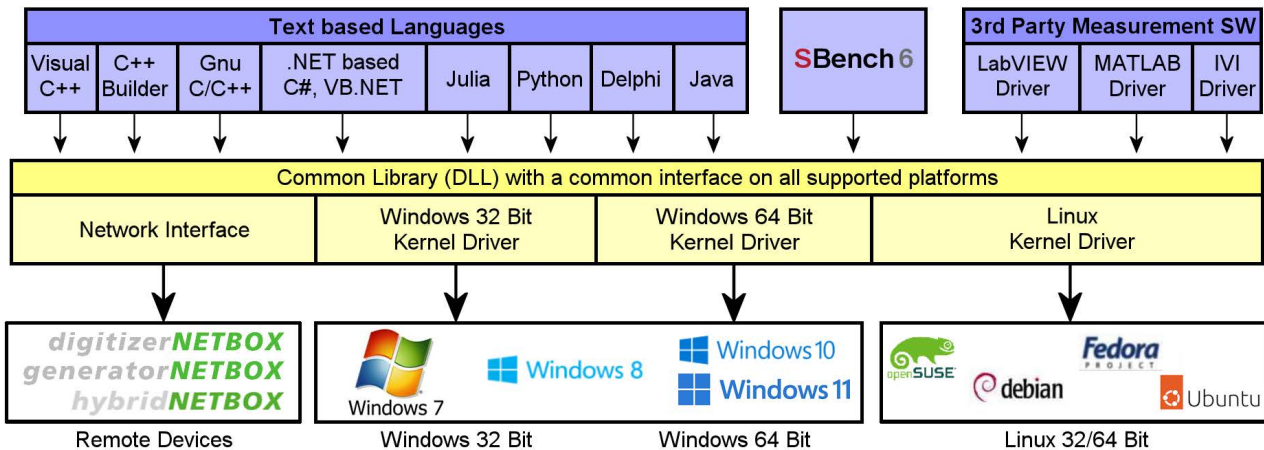 Text based Languages
Visual
C++
C++
Builder
Gnu
C/C++
.NET based
C#, VB.NET
Julia
Python
Delphi
Java
SBench 6
3rd Party Measurement SW
LabVIEW
Driver
MATLAB
Driver
IVI
Driver
Common Library (DLL) with a common interface on all supported platforms
Network Interface
Windows 32 Bit
Kernel Driver
Windows 64 Bit
Kernel Driver
Linux
Kernel Driver
digitizerNETBOX
generatorNETBOX
hybridNETBOX
Remote Devices
Windows 7
Windows 8
Windows 10
Windows 11
Windows 32 Bit
Windows 64 Bit
openSUSE
debian
Fedora
PROJECT
Ubuntu
Linux 32/64 Bit